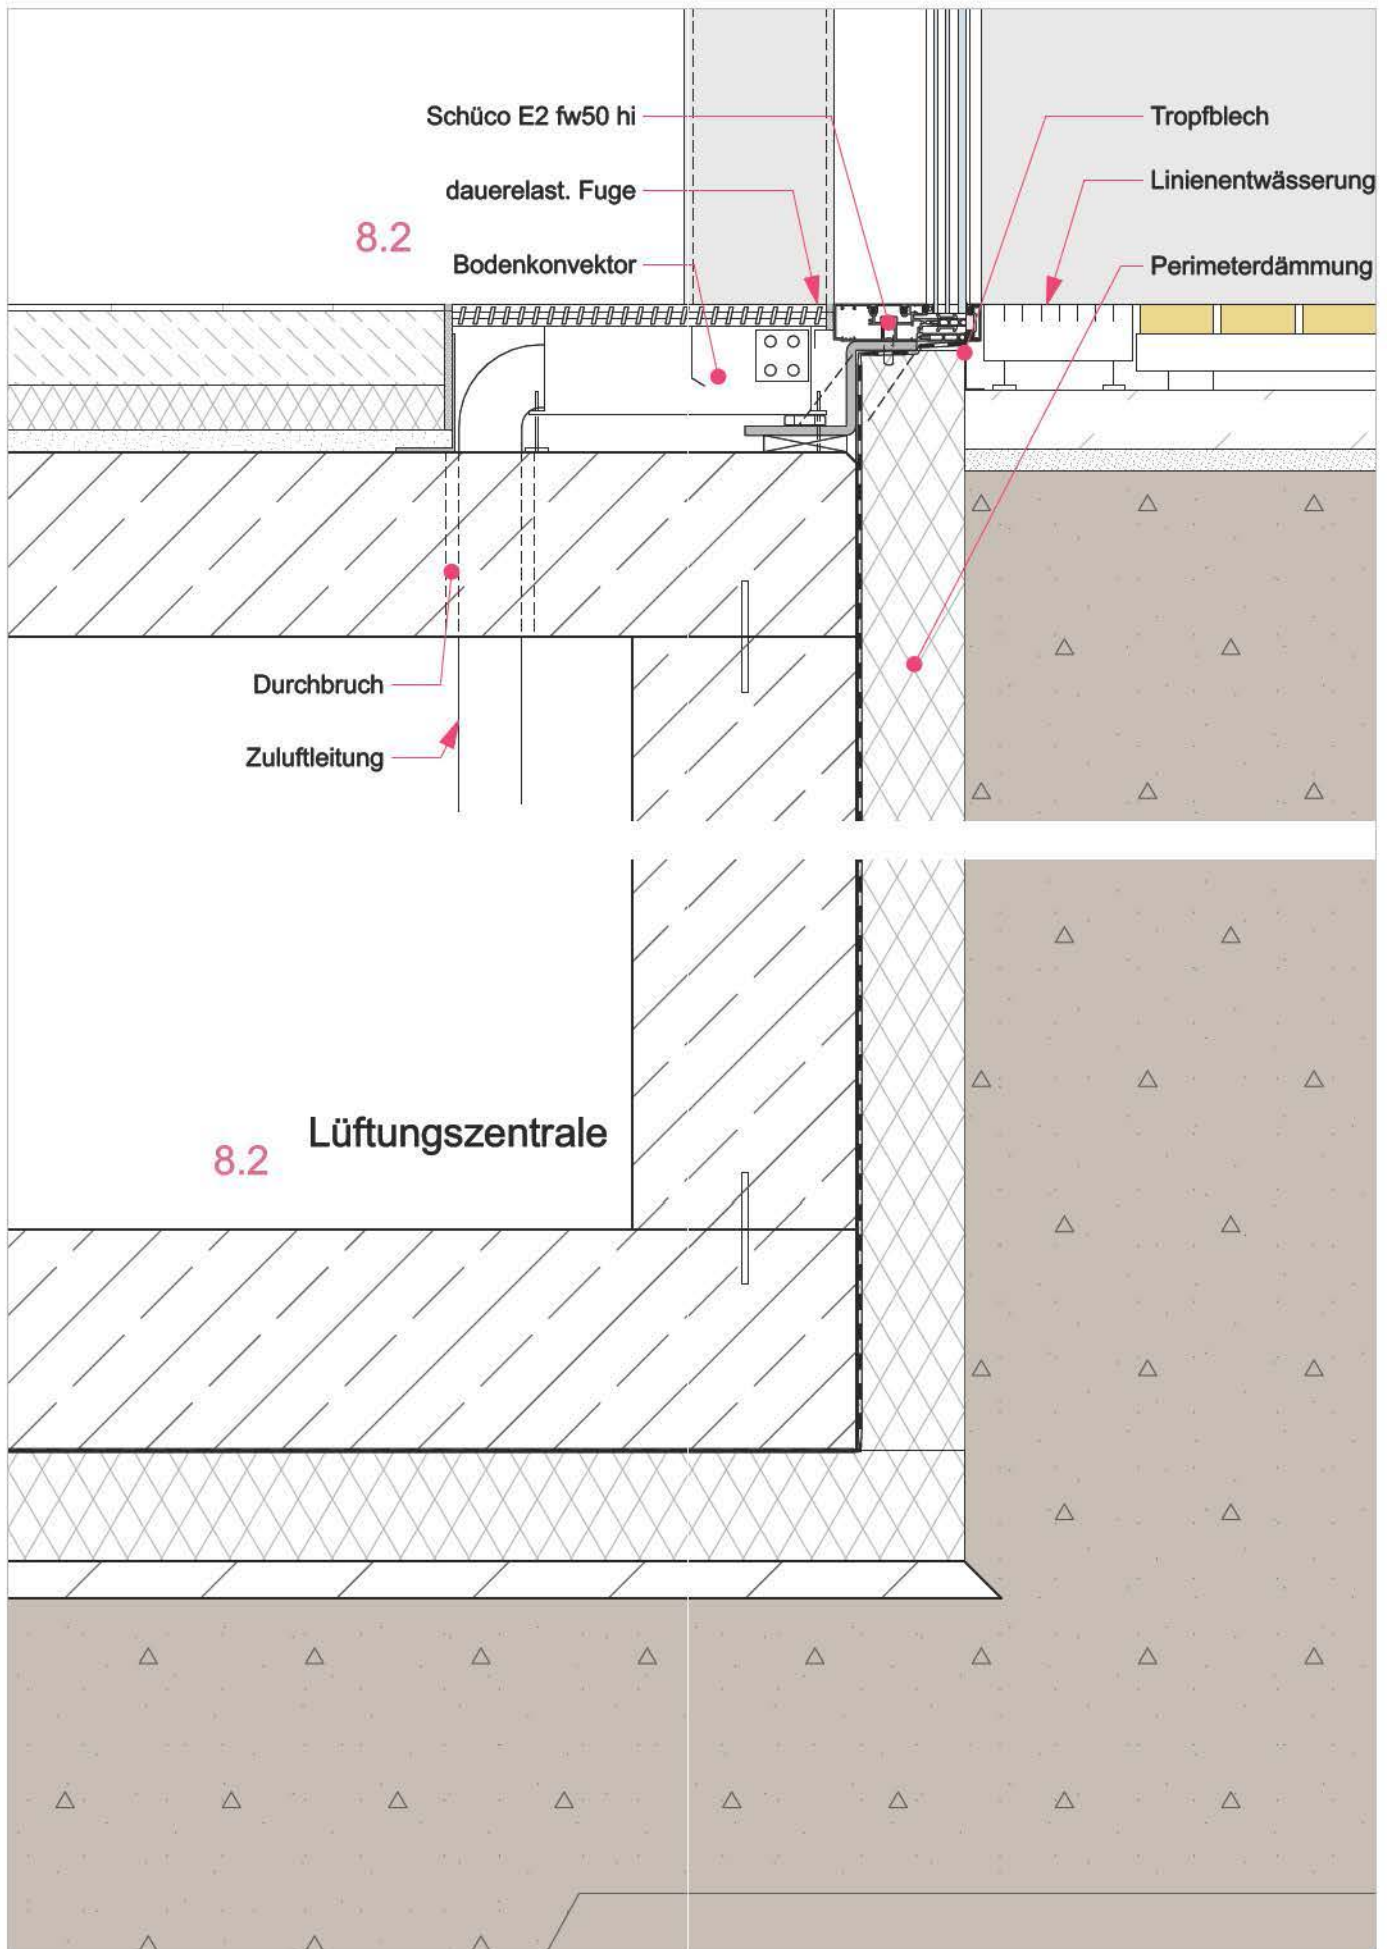 Schüco E2 fw50 hi
Tropfblech
dauerelast. Fuge
Linienentwässerung
8.2
Bodenkonvektor
Perimeterdämmung
Durchbruch
Zuluftleitung
Lüftungszentrale
8.2